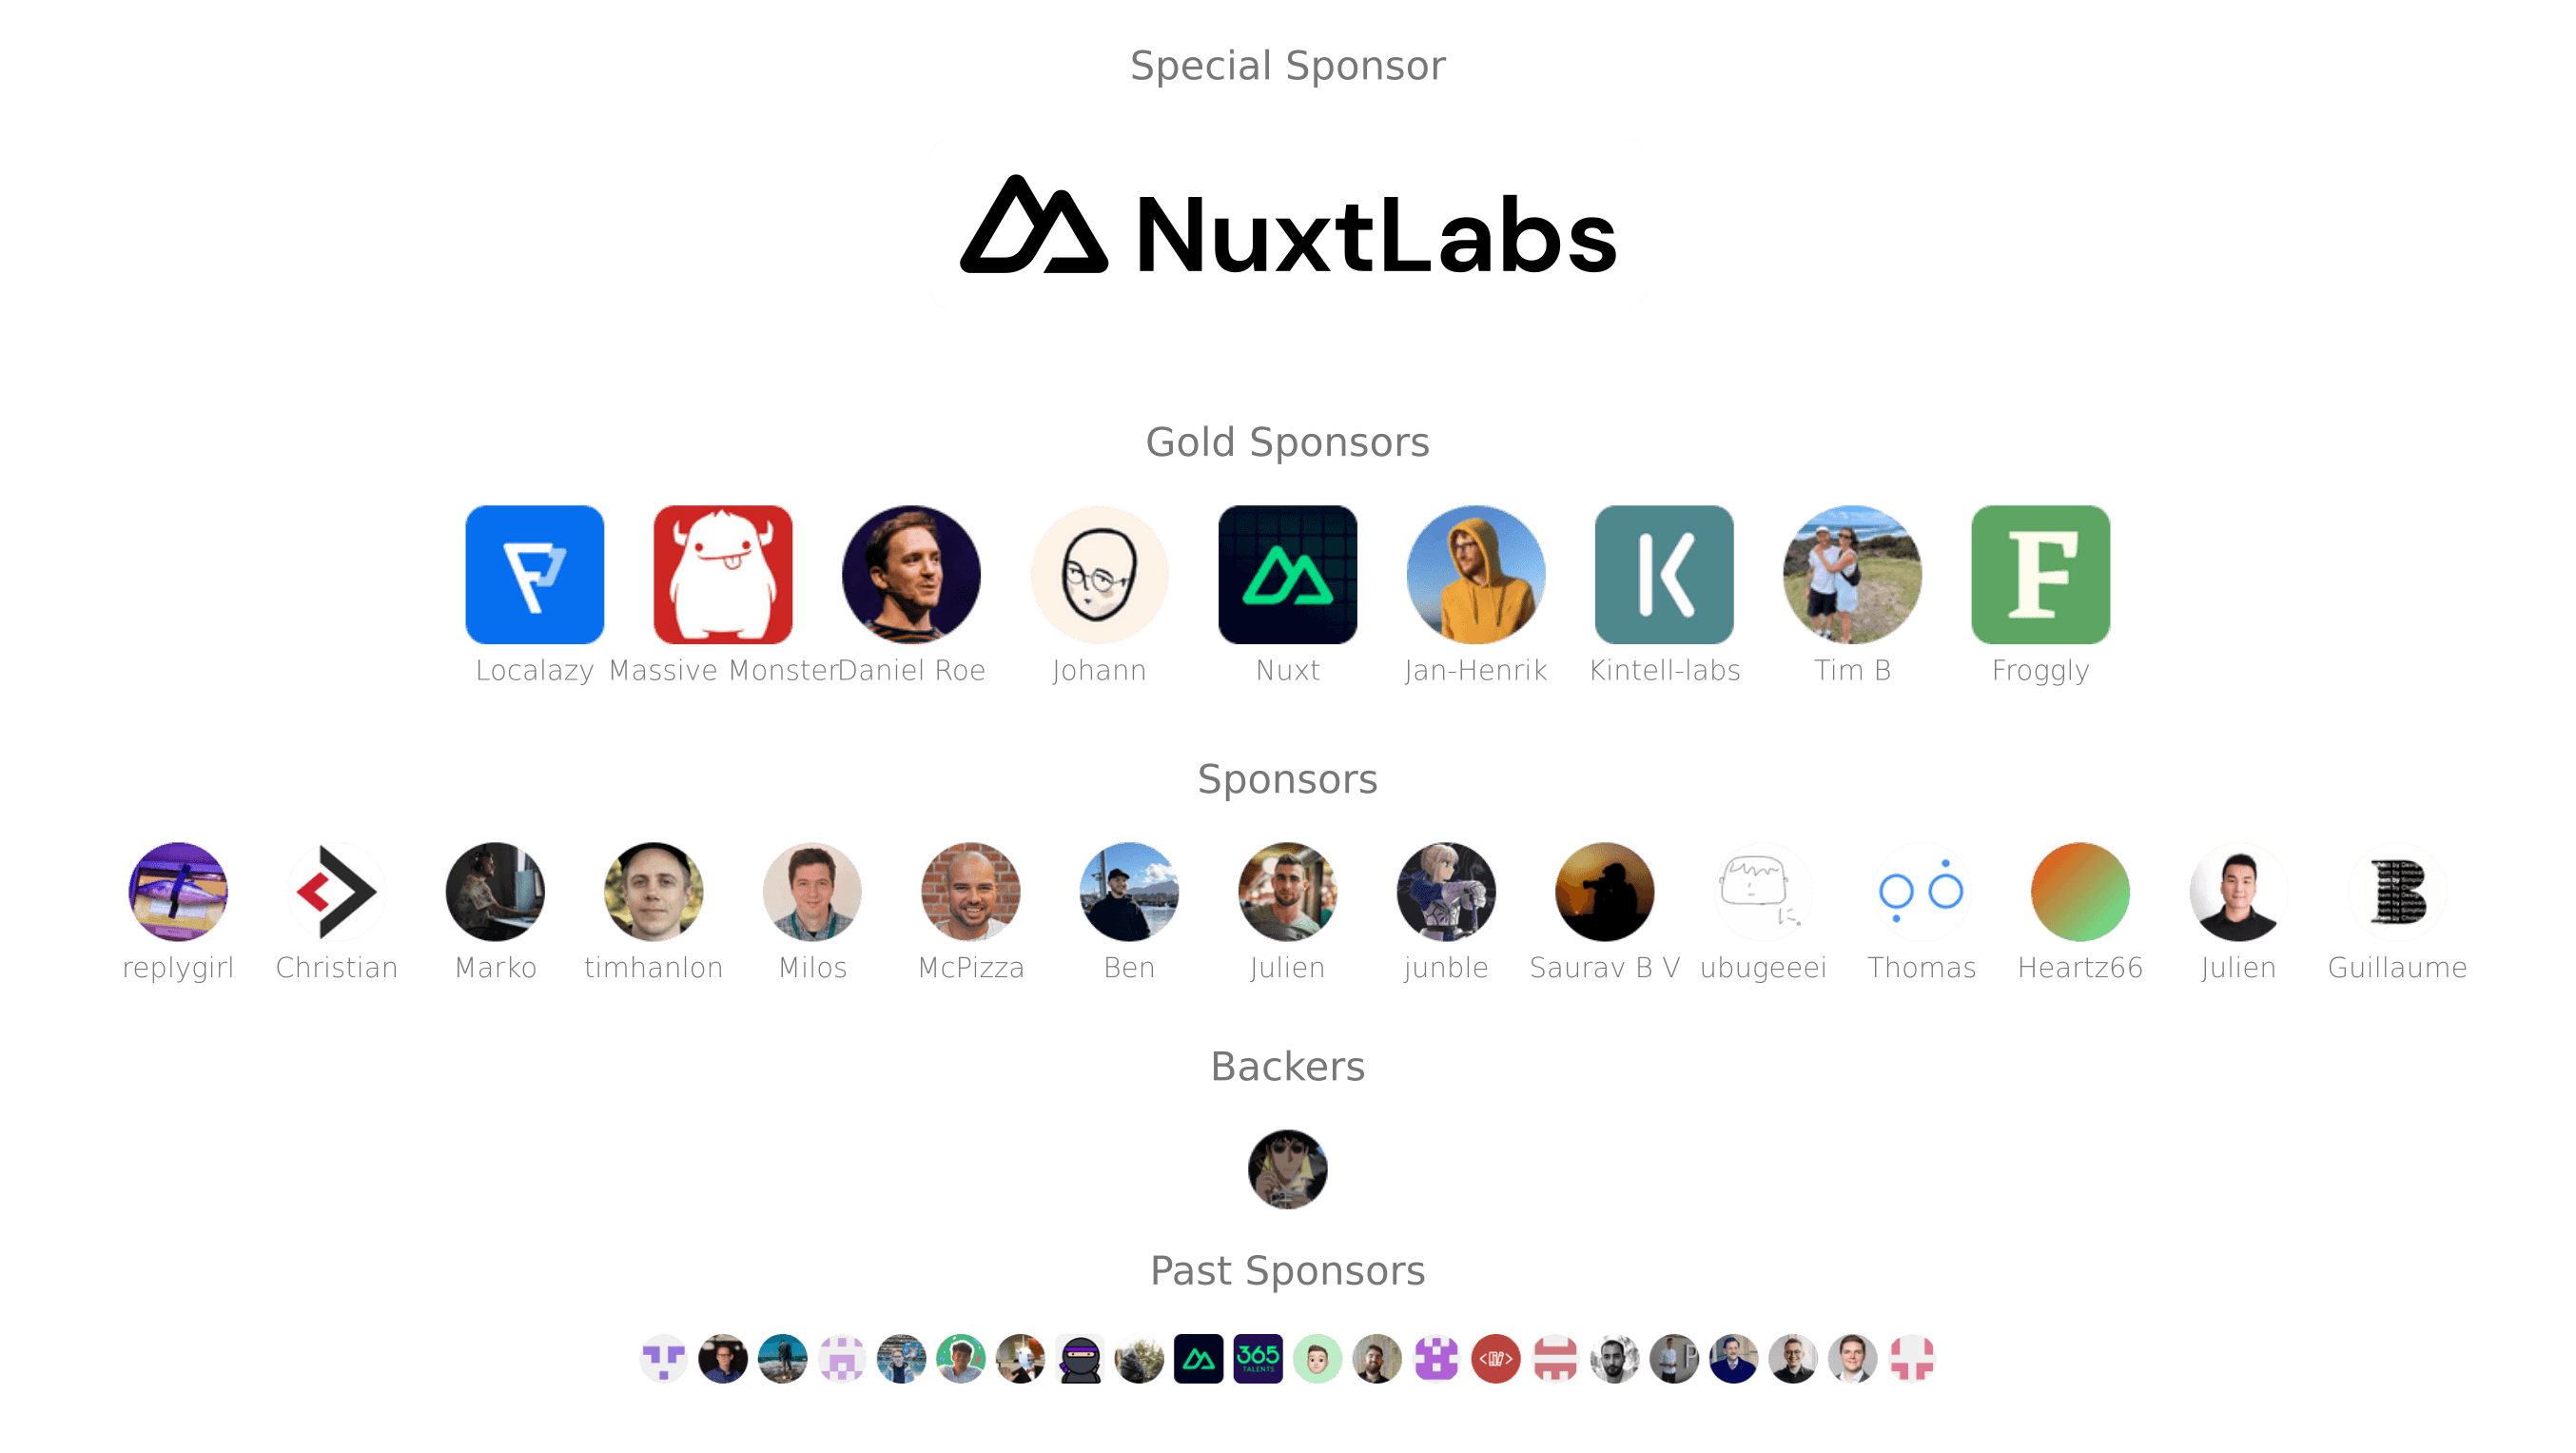 Special Sponsor
NuxtLabs
Gold Sponsors
F
Localazy Massive Monster Daniel Roe Johann Nuxt Jan-Henrik Kintell-labs Tim B Froggly
Sponsors
replygirl Christian Marko timhanlon Milos McPizza Ben Julien junble Saurav B V ubugeeei Thomas Heartz66 Julien Guillaume
Backers
Past Sponsors
365
TALENTS